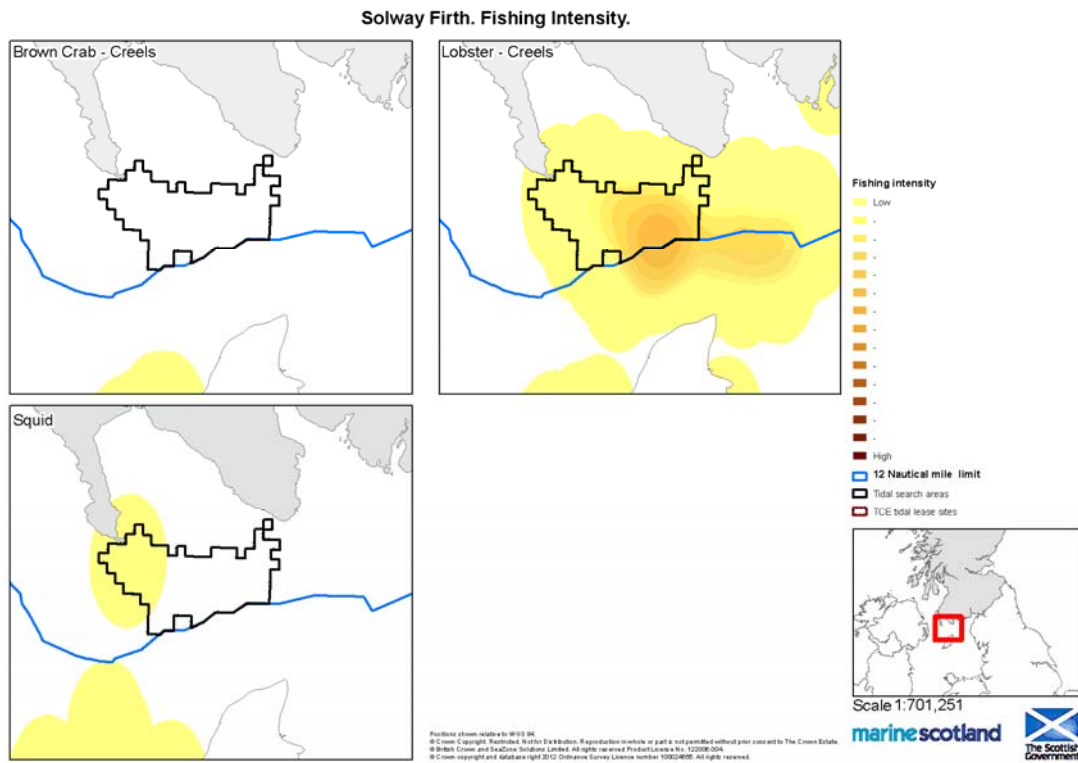 Solway Firth. Fishing Intensity.
Brown Crab - Creels
Lobster - Creels
Squid
Fishing intensity
Low
-
-
-
-
-
-
-
-
-
-
-
-
-
High
12 Nautical mile limit
Tidal search areas
TCE tidal lease sites
Scale 1:701,251
marinescotland
The Scottish
Government
Positions shown relative to WGS 84.
© Crown Copyright. Restricted. Not for Distribution. Reproduction in whole or part is not permitted without prior consent to The Crown Estate.
© British Crown and SeaZone Solutions Limited. All rights reserved Product Licence No. 122006.004.
© Crown copyright and database right 2012. Ordnance Survey Licence number 100024655. All rights reserved.